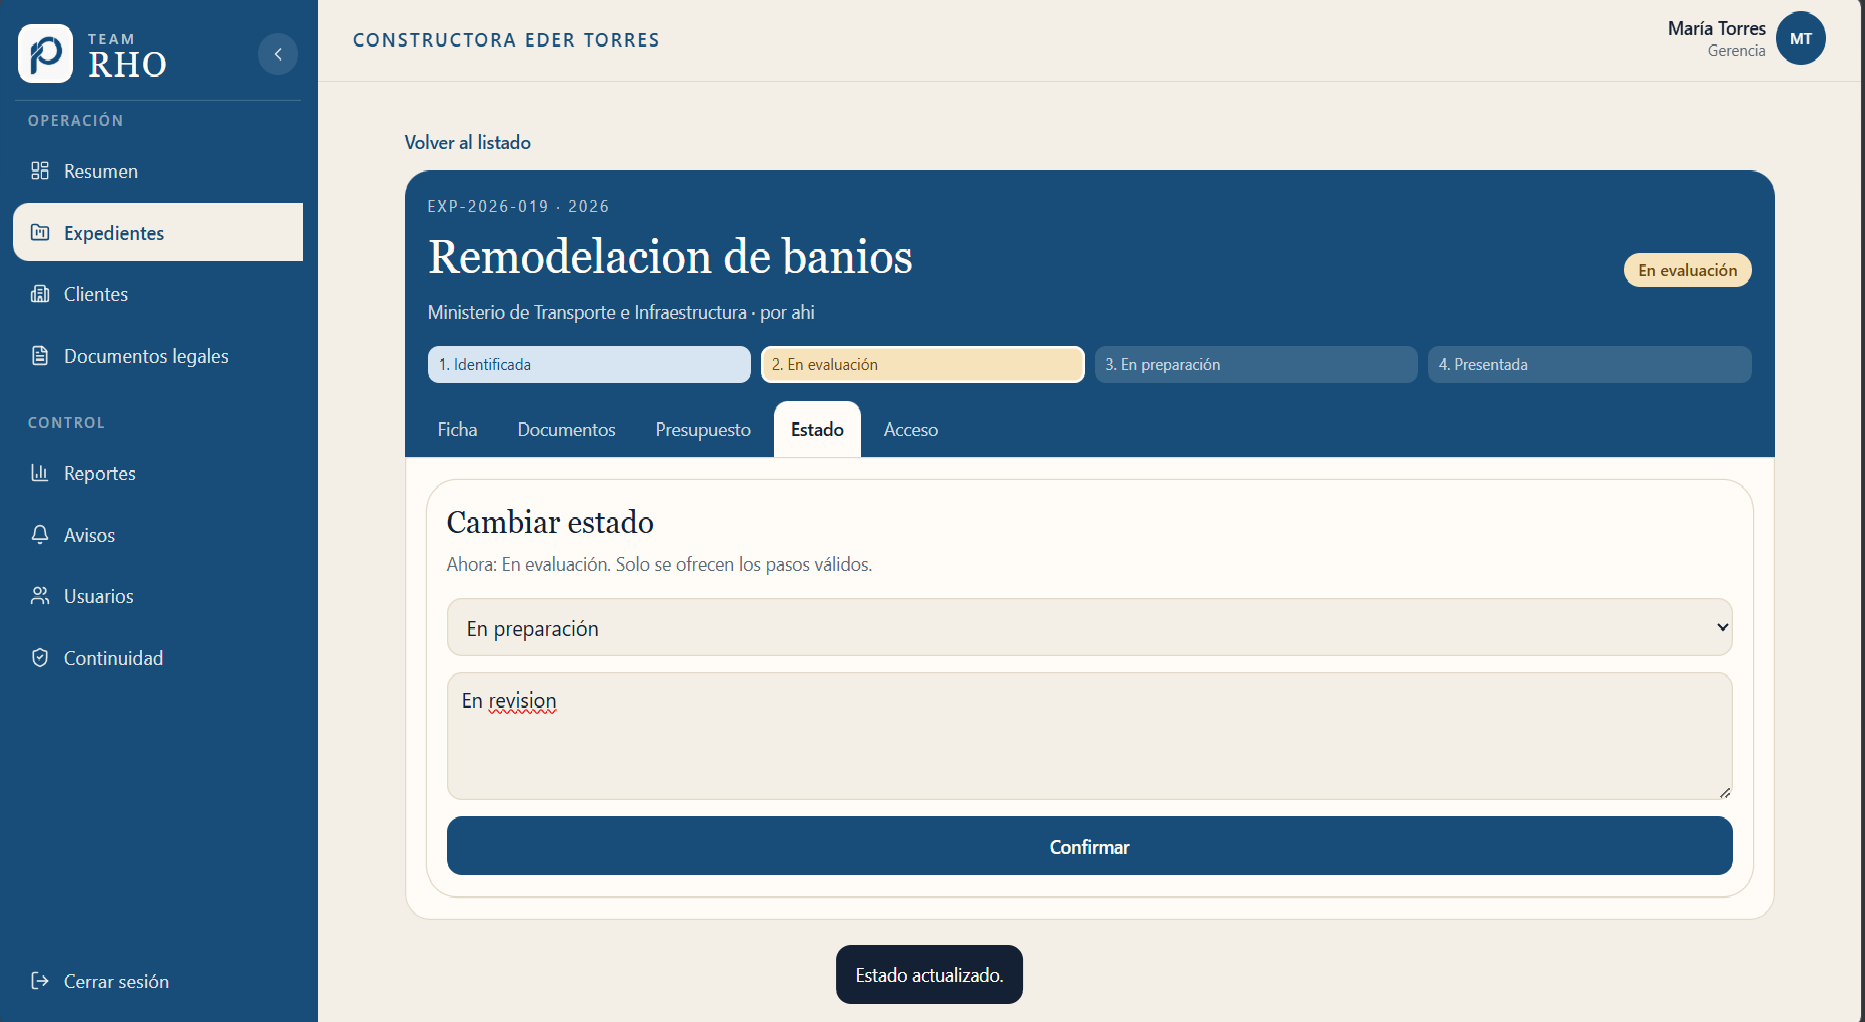 TEAM
RHO
OPERACIÓN
Resumen
Expedientes
Clientes
Documentos legales
CONTROL
Reportes
Avisos
Usuarios
Continuidad
Cerrar sesión
CONSTRUCTORA EDER TORRES
María Torres
Gerencia
MT
Volver al listado
EXP-2026-019 · 2026
Remodelacion de banios
En evaluación
Ministerio de Transporte e Infraestructura · por ahi
1. Identificada
2. En evaluación
3. En preparación
4. Presentada
Ficha
Documentos
Presupuesto
Estado
Acceso
Cambiar estado
Ahora: En evaluación. Solo se ofrecen los pasos válidos.
En preparación
En revision
Confirmar
Estado actualizado.